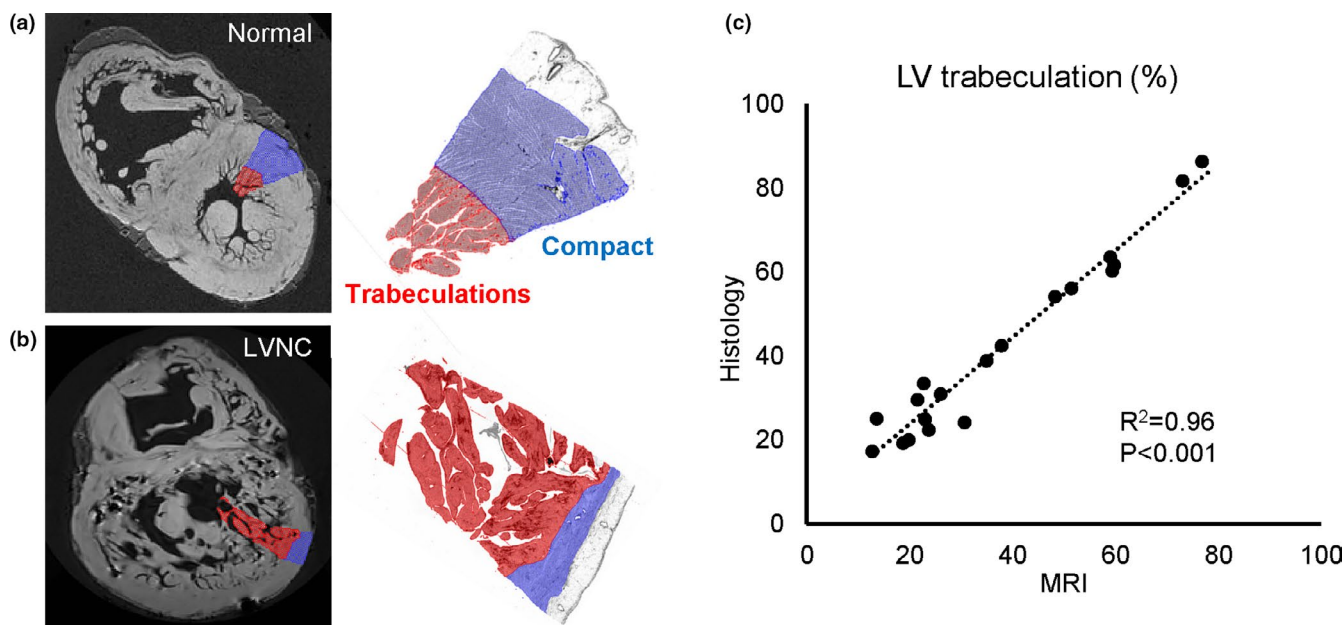 (a)
Normal
Compact
Trabeculations
(b)
LVNC
(c)
LV trabeculation (%)
100
80
60
40
20
0
Histology
R²=0.96
P<0.001
0 20 40 60 80 100
MRI